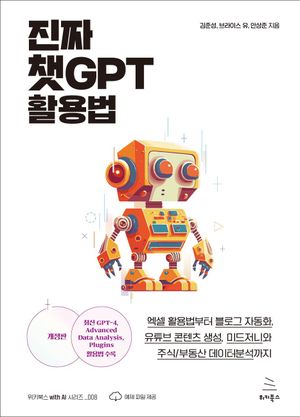 김준성, 브라이스 유, 안상준 지음
진짜
챗GPT
활용법
개정판
최신 GPT-4,
Advanced
Data Analysis,
Plugins
활용법 수록
엑셀 활용법부터 블로그 자동화,
유튜브 콘텐츠 생성, 미드저니와
주식/부동산 데이터분석까지
위키북스 with AI 시리즈 _008
예제 파일 제공
위키북스